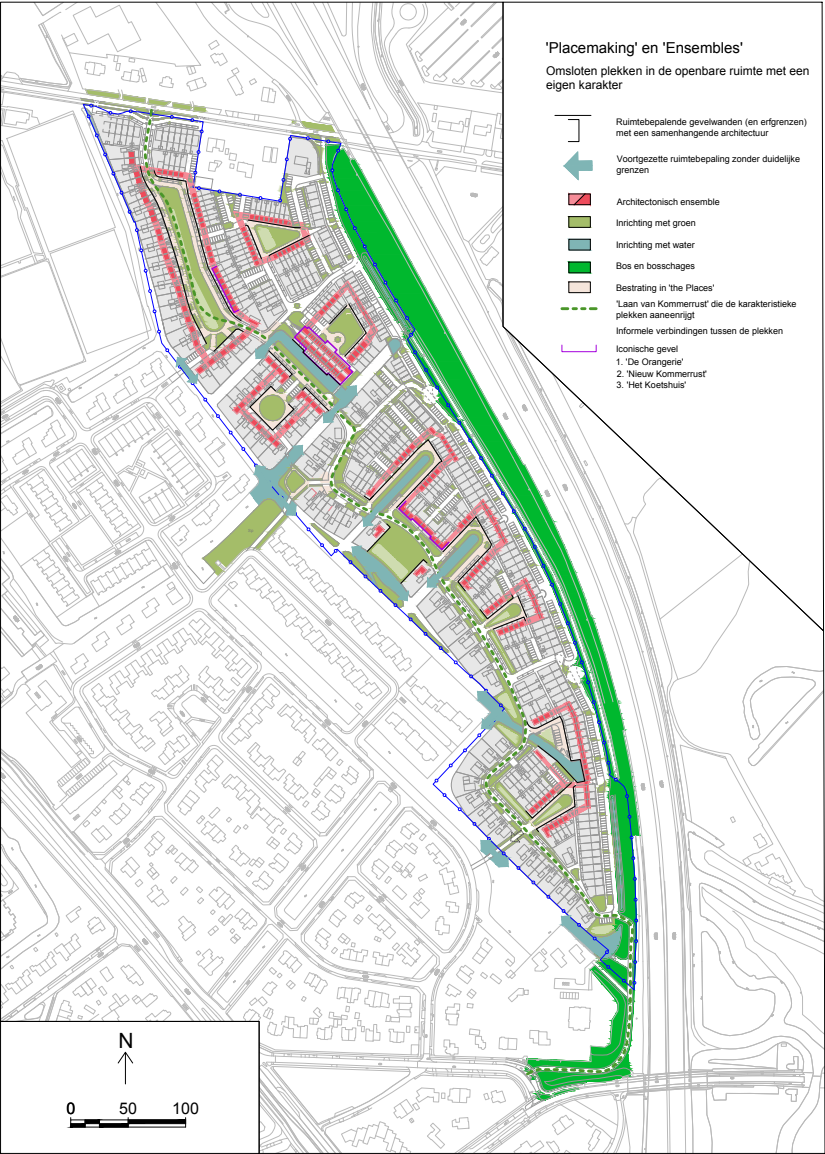 'Placemaking' en 'Ensembles'
Omsloten plekken in de openbare ruimte met een
eigen karakter
Ruimtebepalende gevelwanden (en erfgrenzen)
met een samenhangende architectuur
Voortgezette ruimtebepaling zonder duidelijke
grenzen
Architectonisch ensemble
Inrichting met groen
Inrichting met water
Bos en bosschages
Bestrating in 'the Places'
'Laan van Kommerrust' die de karakteristieke
plekken aaneenrijgt
Informele verbindingen tussen de plekken
Iconische gevel
1. 'De Orangerie'
2. 'Nieuw Kommerrust'
3. 'Het Koetshuis'
N
0 50 100